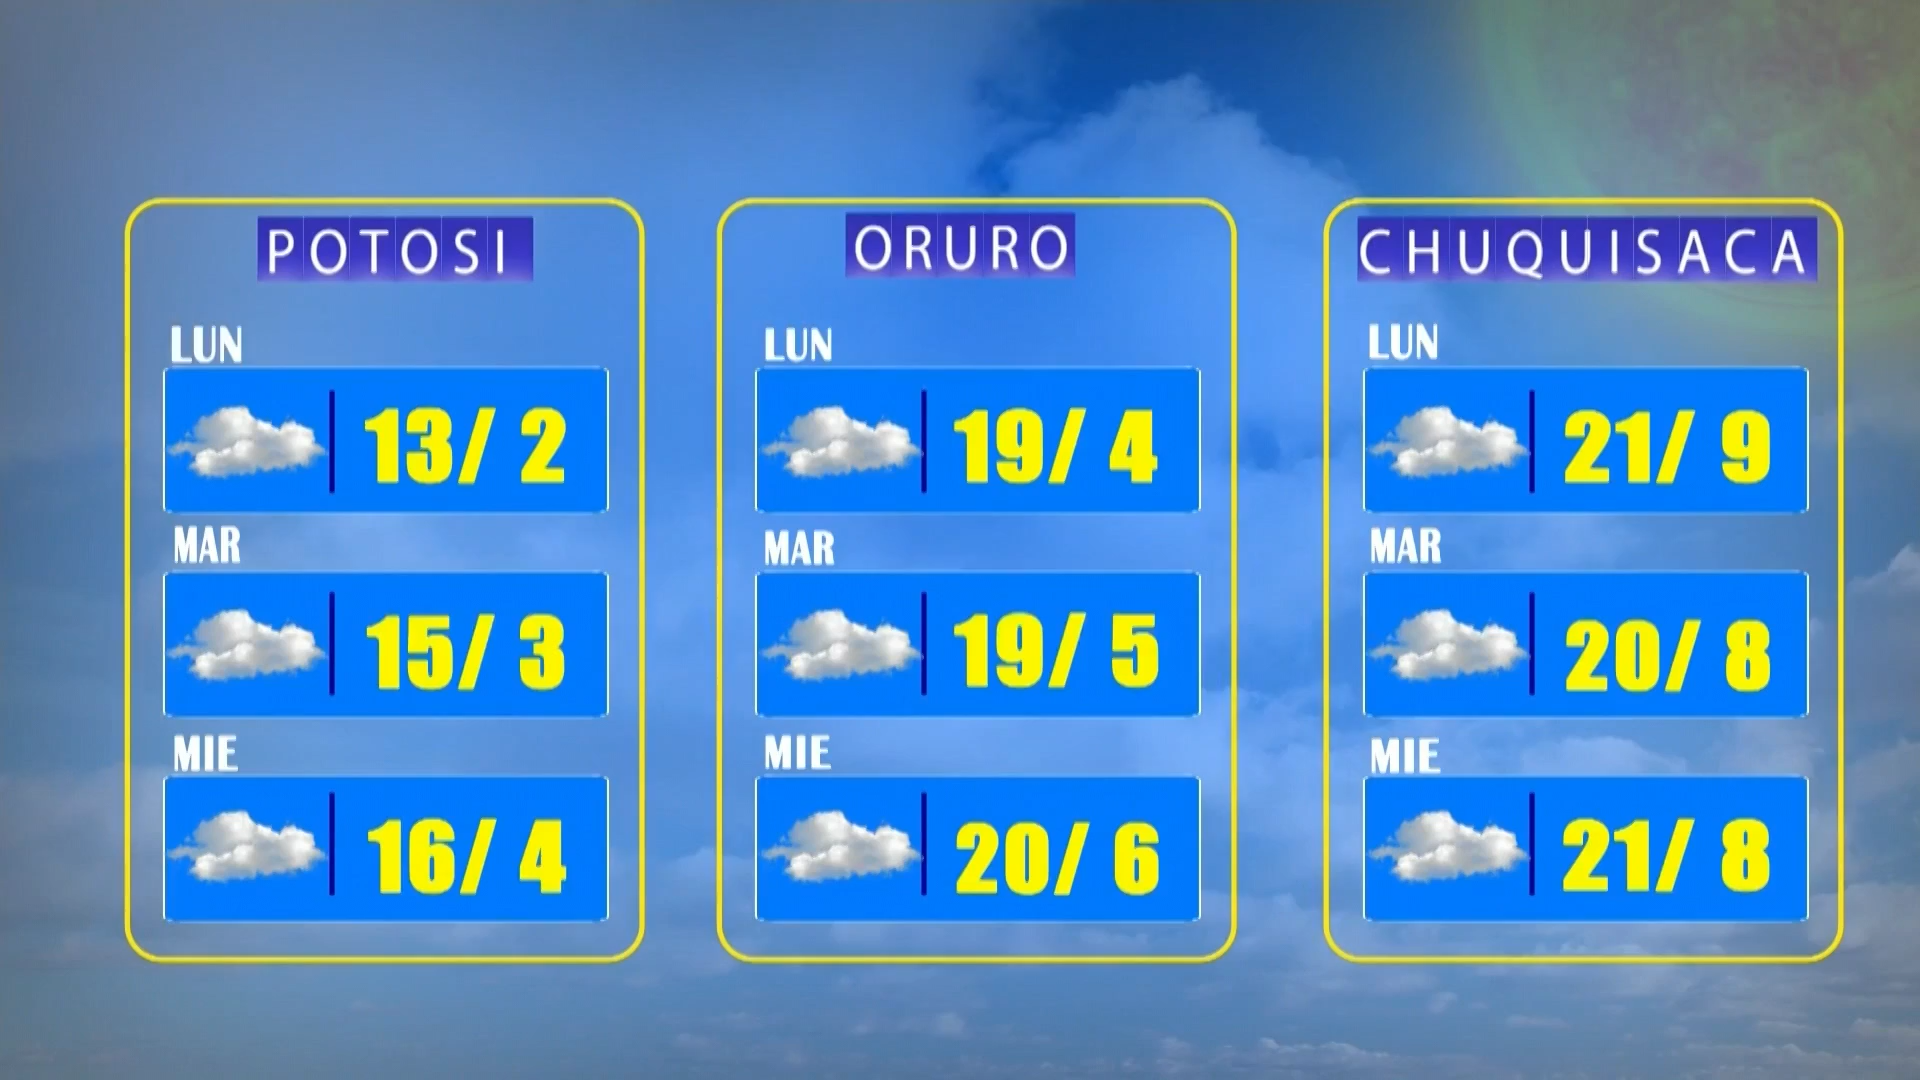 POTOSI
LUN
13/ 2
MAR
15/ 3
MIE
16/ 4
ORURO
LUN
19/ 4
MAR
19/ 5
MIE
20/ 6
CHUQUISACA
LUN
21/ 9
MAR
20/ 8
MIE
21/ 8